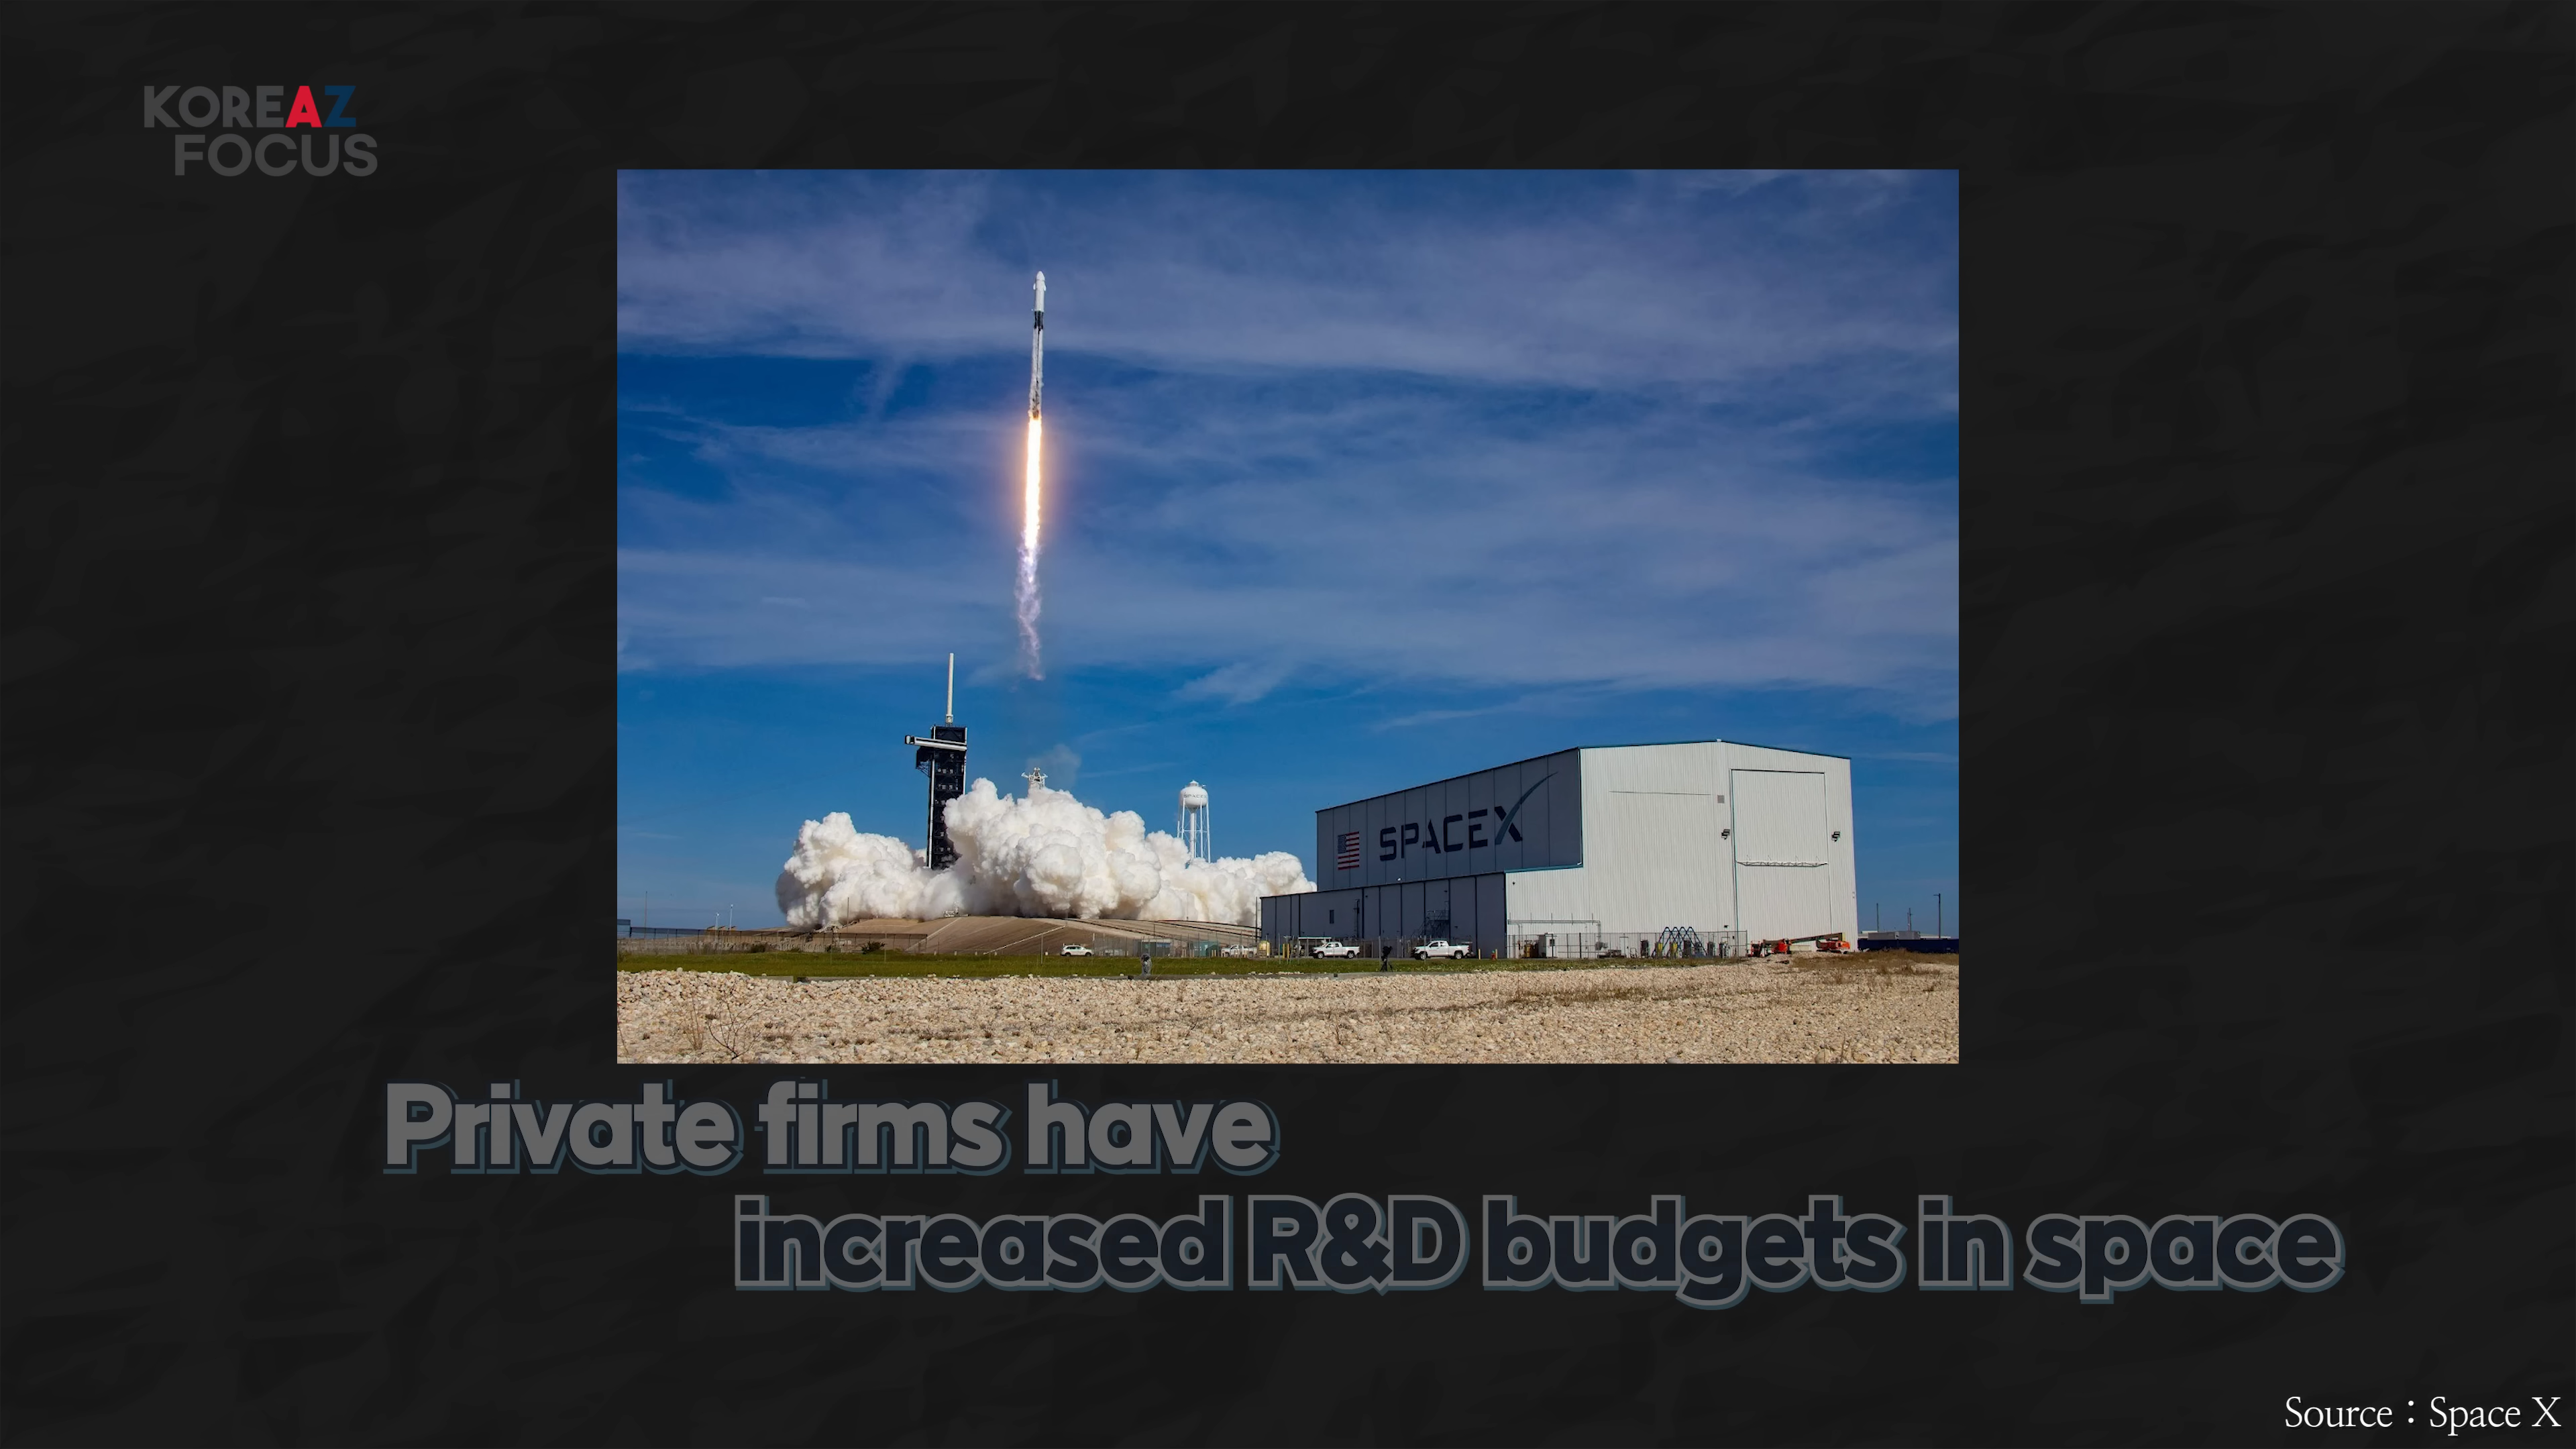 KOREAZ
FOCUS
SPACEX
Private firms have
increased R&D budgets in space
Source : Space X